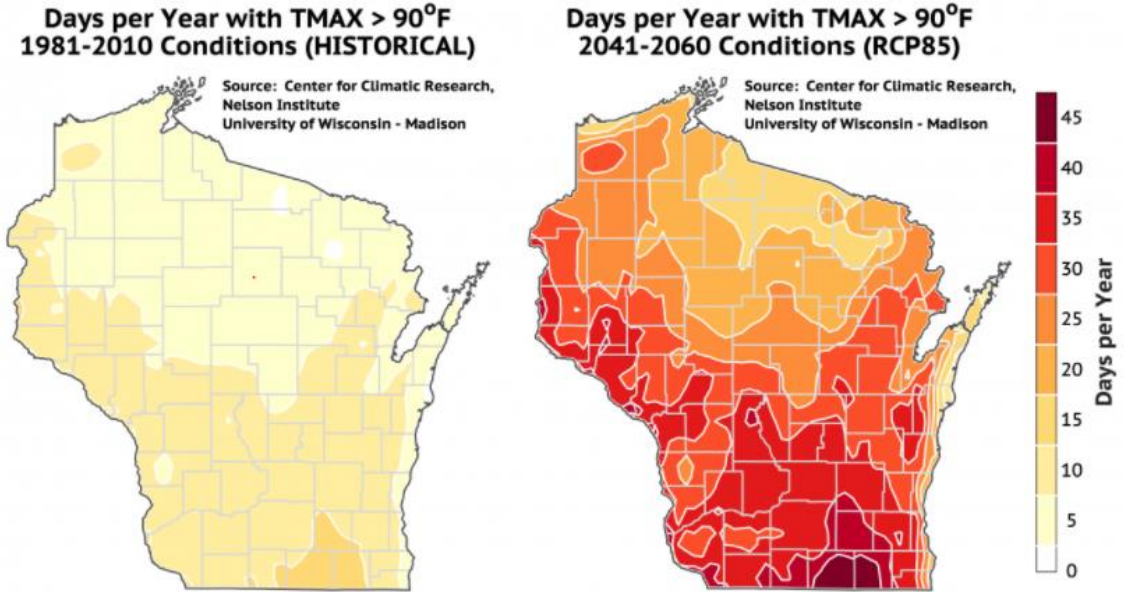 Days per Year with TMAX > 90°F
1981-2010 Conditions (HISTORICAL)
Source: Center for Climatic Research,
Nelson Institute
University of Wisconsin - Madison
Days per Year with TMAX > 90°F
2041-2060 Conditions (RCP85)
Source: Center for Climatic Research,
Nelson Institute
University of Wisconsin - Madison
45
40
35
30
25
20
15
10
5
0
Days per Year